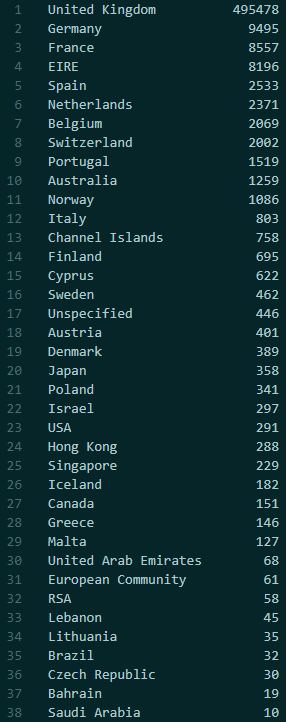 1 United Kingdom 495478
2 Germany 9495
3 France 8557
4 EIRE 8196
5 Spain 2533
6 Netherlands 2371
7 Belgium 2069
8 Switzerland 2002
9 Portugal 1519
10 Australia 1259
11 Norway 1086
12 Italy 803
13 Channel Islands 758
14 Finland 695
15 Cyprus 622
16 Sweden 462
17 Unspecified 446
18 Austria 401
19 Denmark 389
20 Japan 358
21 Poland 341
22 Israel 297
23 USA 291
24 Hong Kong 288
25 Singapore 229
26 Iceland 182
27 Canada 151
28 Greece 146
29 Malta 127
30 United Arab Emirates 68
31 European Community 61
32 RSA 58
33 Lebanon 45
34 Lithuania 35
35 Brazil 32
36 Czech Republic 30
37 Bahrain 19
38 Saudi Arabia 10